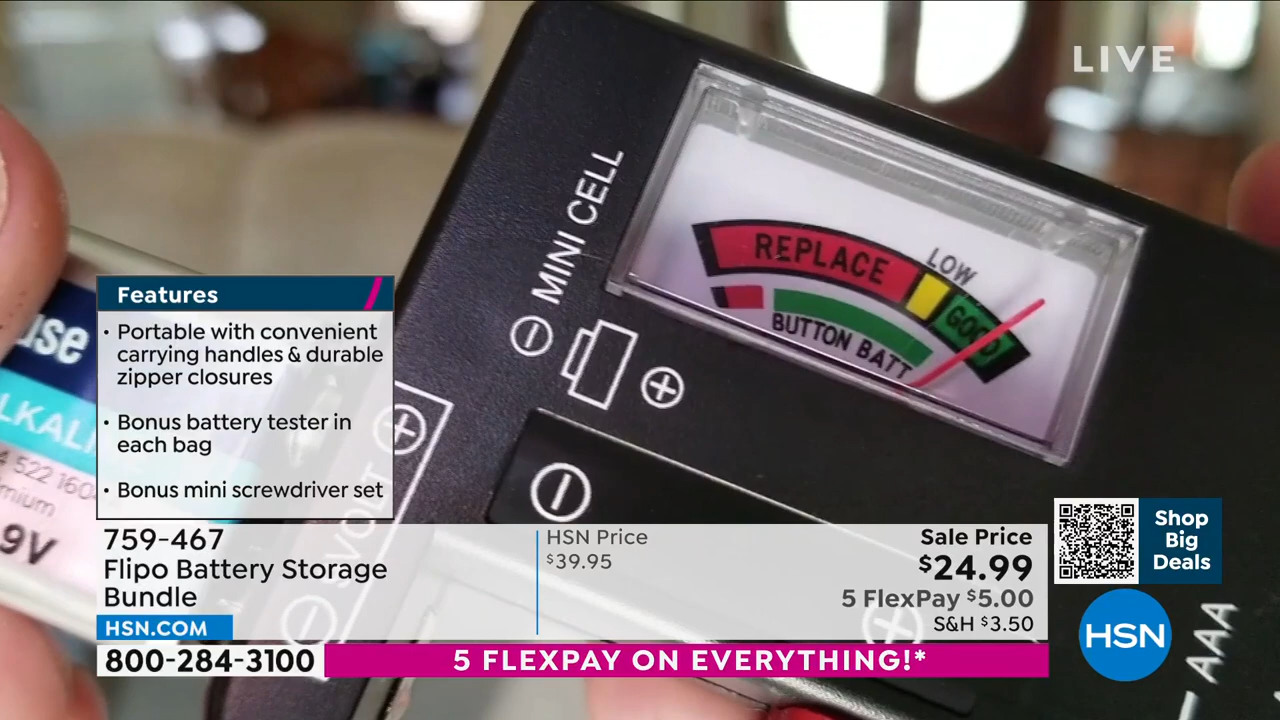 LIVE
MINI CELL
REPLACE
LOW
GOOD
BUTTON BATT
Features
• Portable with convenient
carrying handles & durable
zipper closures
• Bonus battery tester in
each bag
• Bonus mini screwdriver set
9V
9 VOLT
759-467
Flipo Battery Storage
Bundle
HSN.COM
HSN Price
$39.95
Sale Price
$24.99
5 FlexPay $5.00
S&H $3.50
Shop
Big
Deals
HSN
AAA
800-284-3100
5 FLEXPAY ON EVERYTHING!*